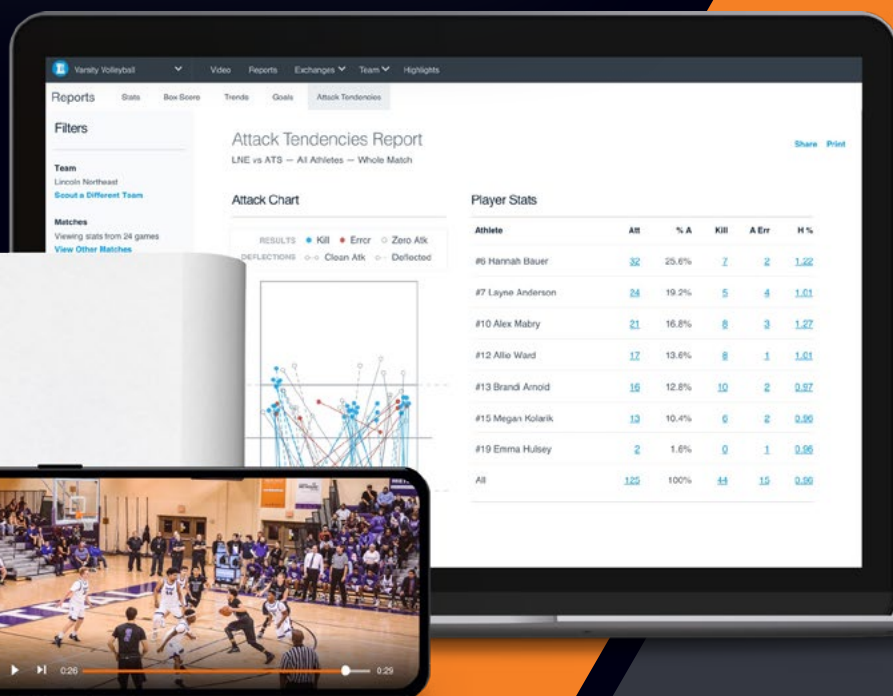 Varsity Volleyball Video Reports Exchanges Team Highlights
Reports Stats Box Score Trends Goals Attack Tendencies
Filters
Team
Lincoln Northeast
Scout a Different Team
Matches
Viewing stats from 24 games
View Other Matches
Attack Tendencies Report
LNE vs ATS — All Athletes — Whole Match
Share Print
Attack Chart
RESULTS Kill Error Zero Atk
DEFLECTIONS Clean Atk Deflected
Player Stats
Athlete Att % A Kill A Err H %
#6 Hannah Bauer 32 25.6% 7 2 1.22
#7 Layne Anderson 24 19.2% 5 4 1.01
#10 Alex Mabry 21 16.8% 8 3 1.27
#12 Allie Ward 17 13.6% 8 1 1.01
#13 Brandi Arnold 16 12.8% 10 2 0.97
#15 Megan Kolarik 13 10.4% 6 2 0.96
#19 Emma Hulsey 2 1.6% 0 1 0.96
All 125 100% 44 15 0.96
0:26 0:29